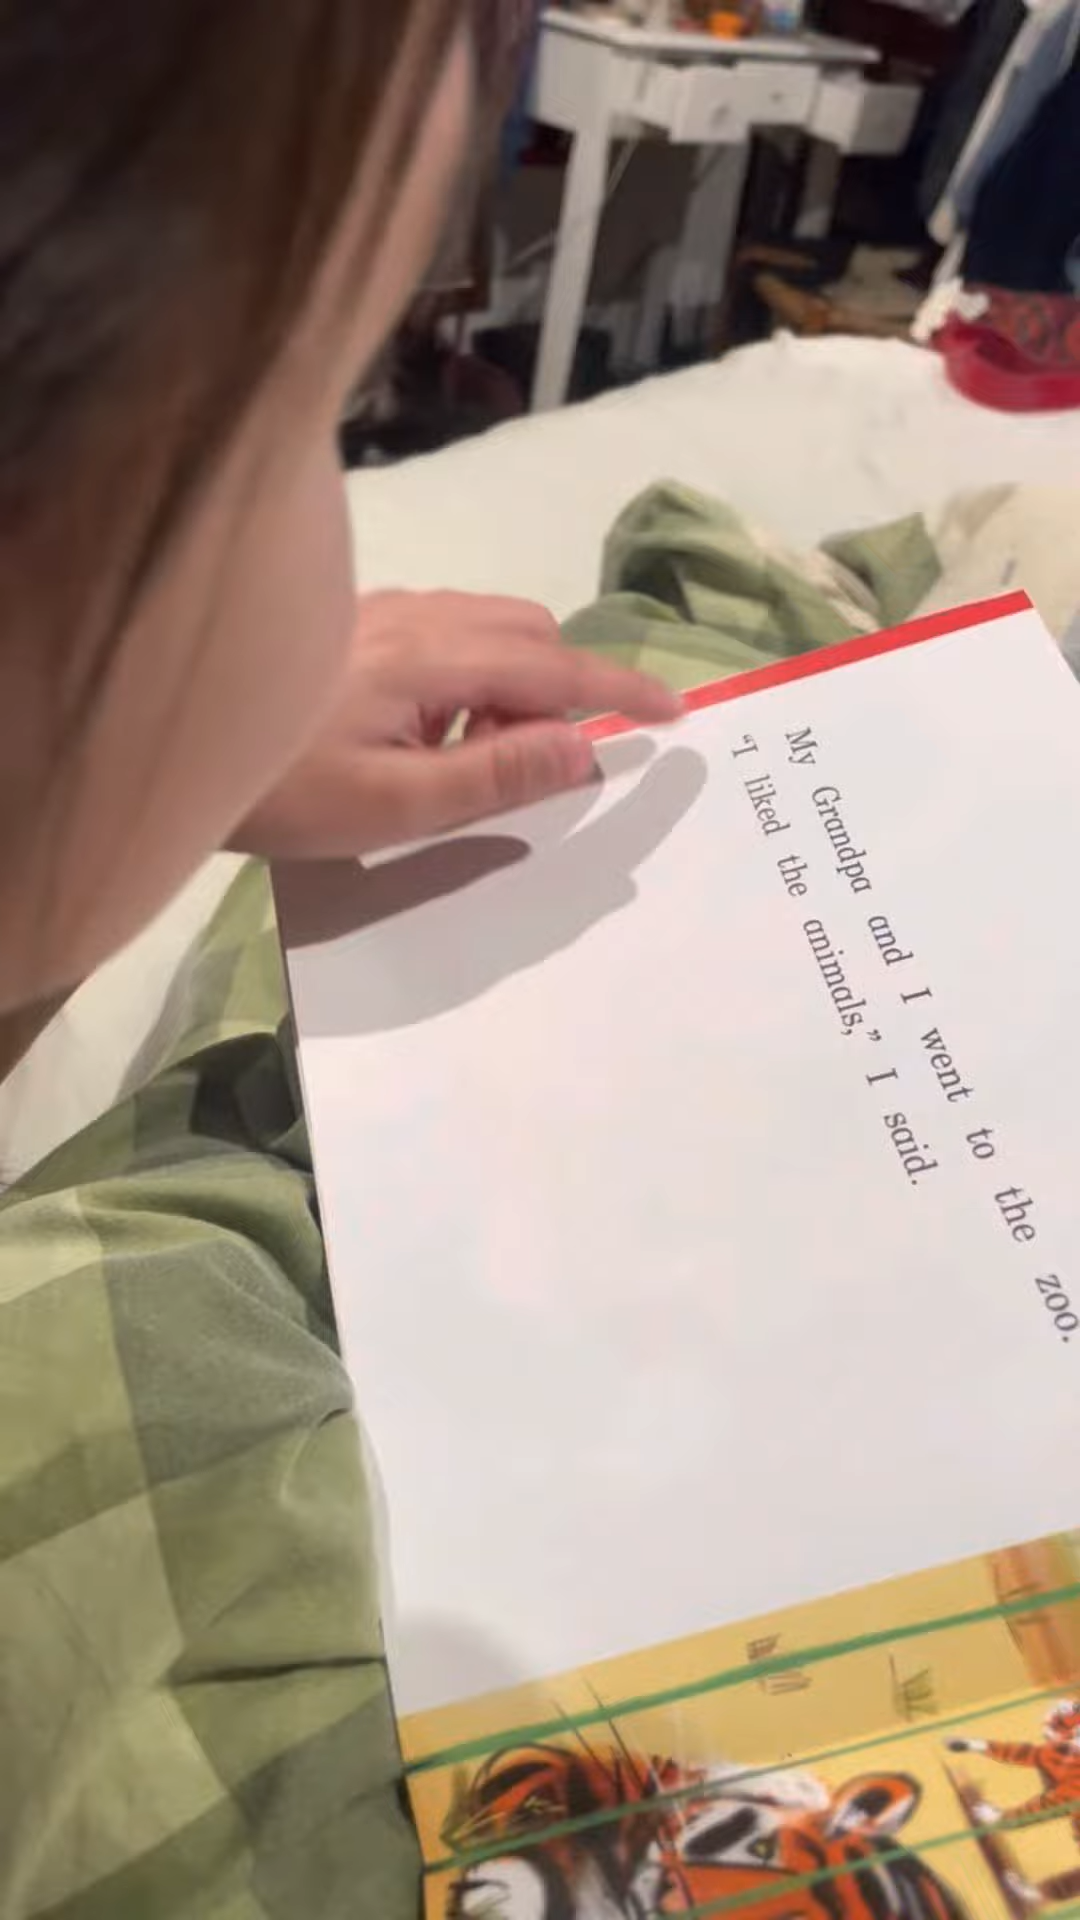 My Grandpa and I went to the zoo.
“I liked the animals,” I said.